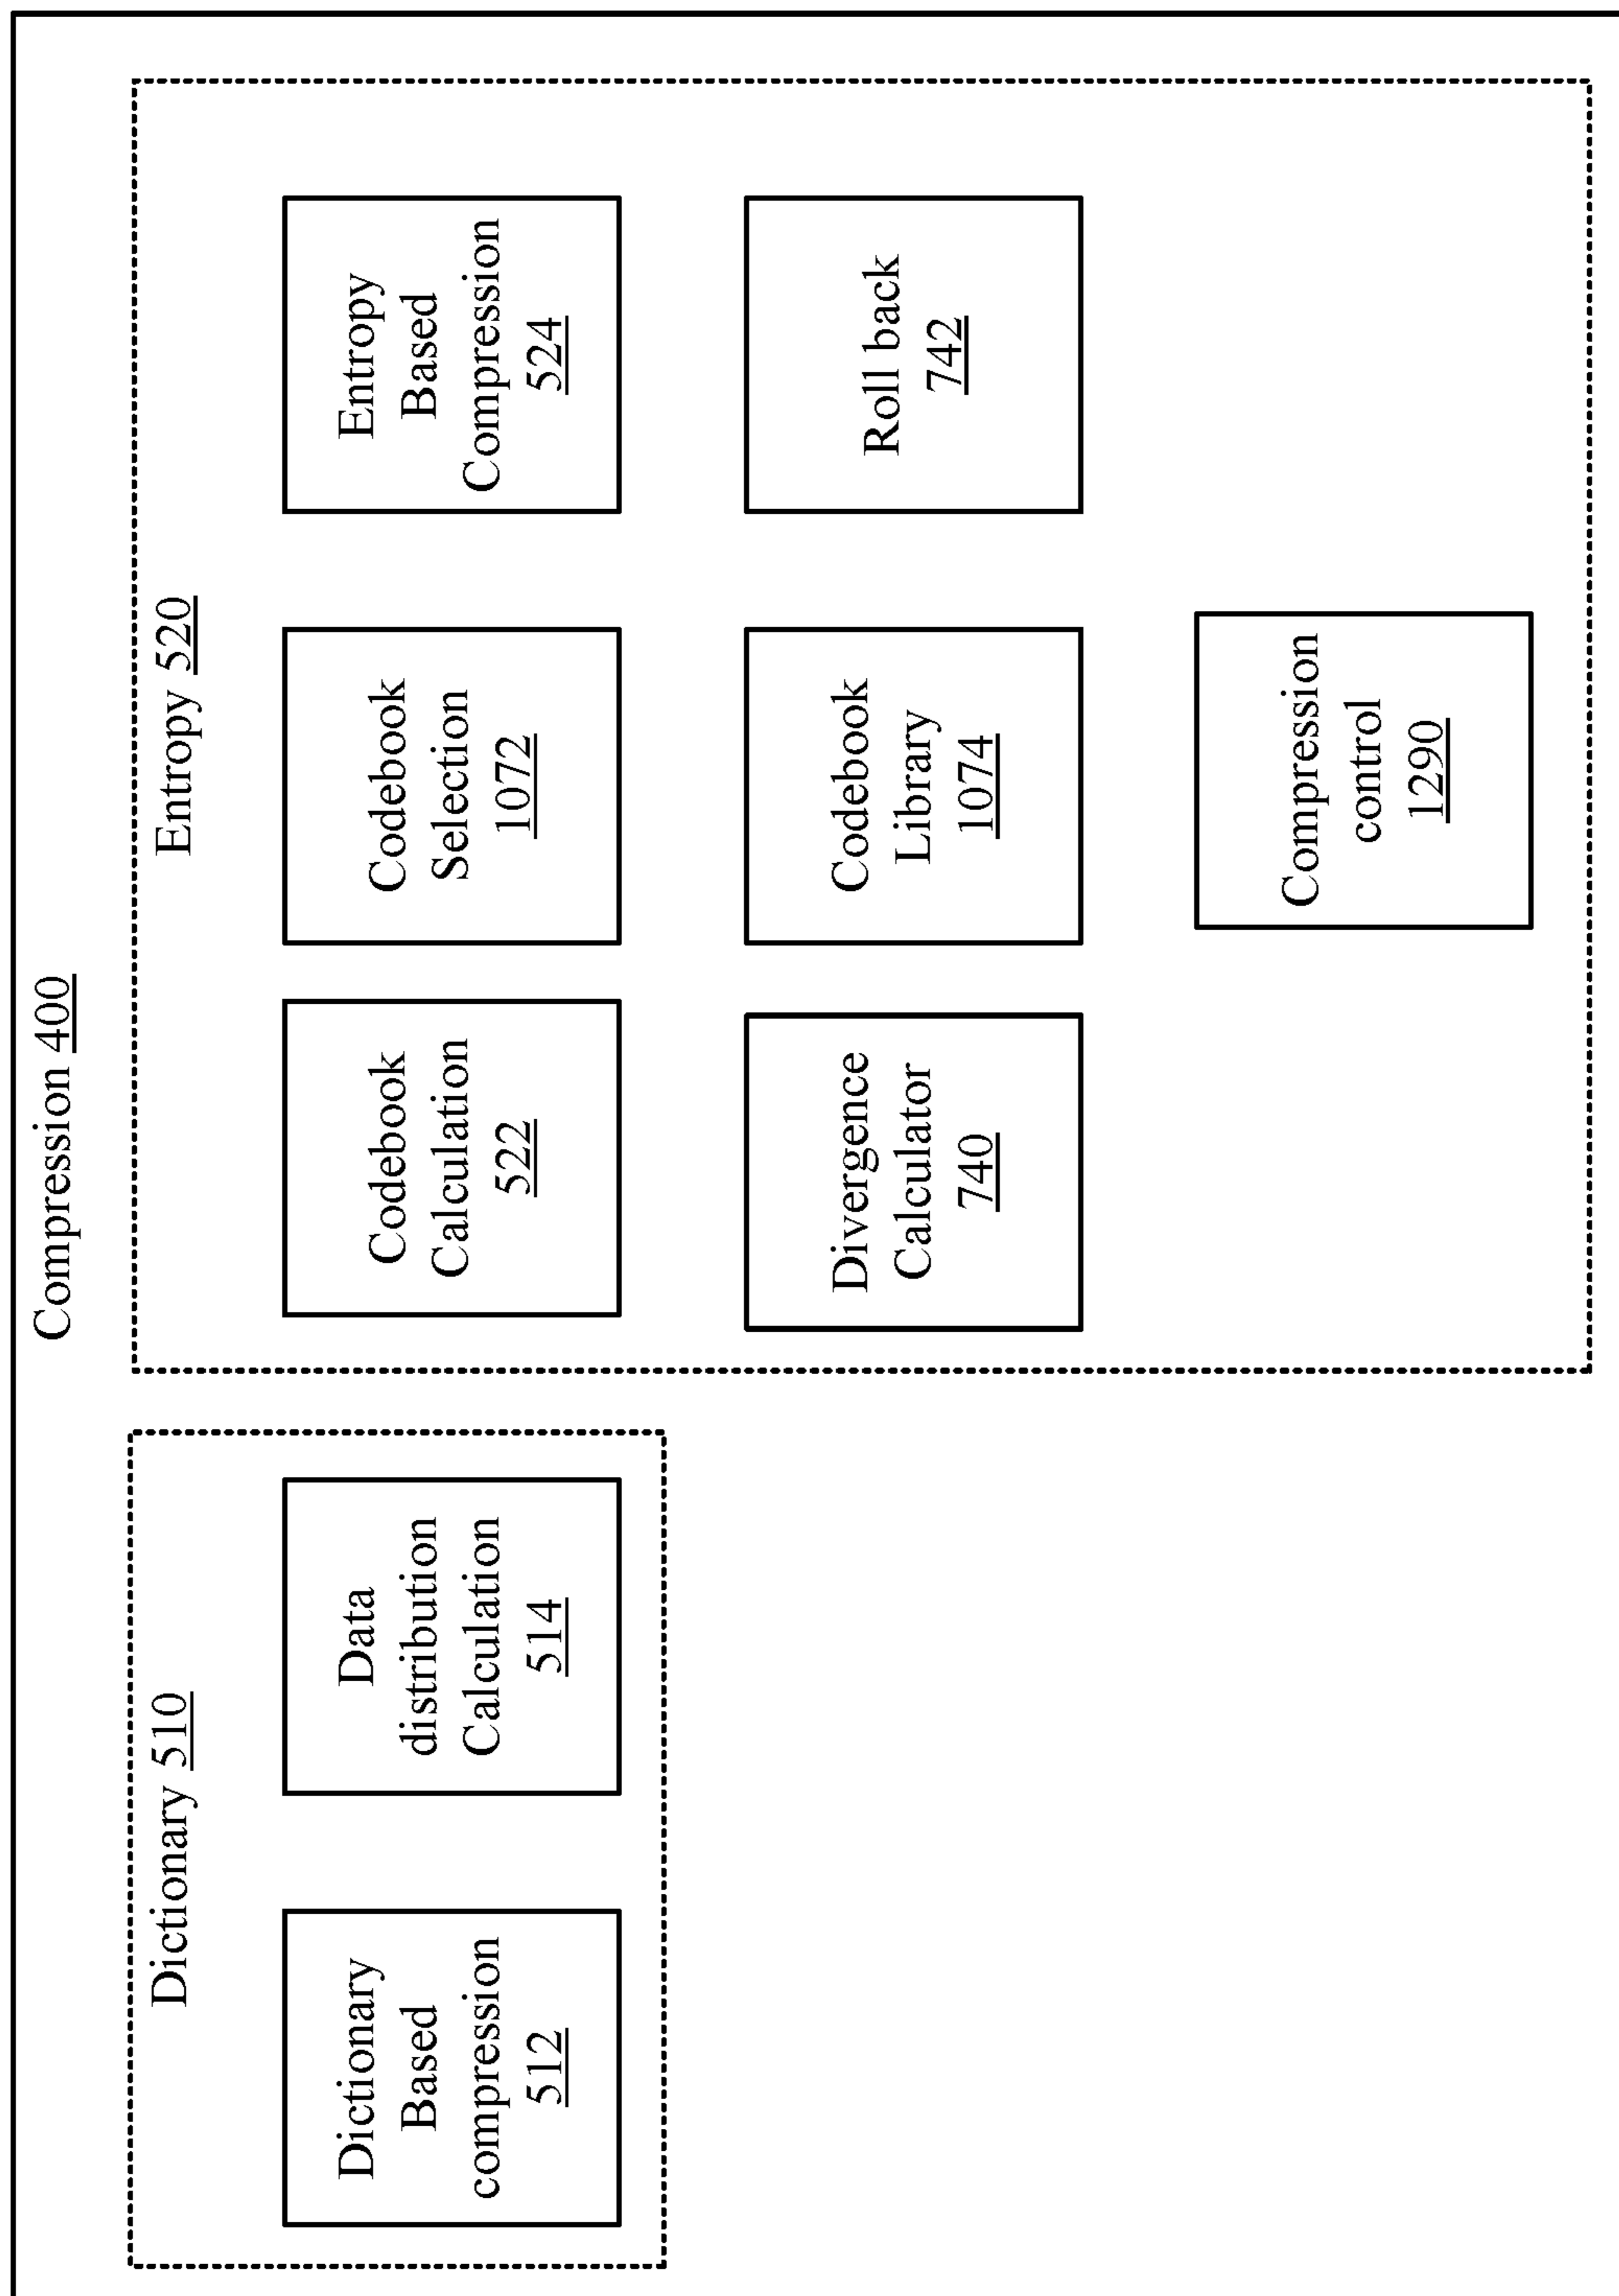 Compression 400
Dictionary 510
Dictionary
Based
compression
512
Data
distribution
Calculation
514
Entropy 520
Codebook
Calculation
522
Codebook
Selection
1072
Entropy
Based
Compression
524
Divergence
Calculator
740
Codebook
Library
1074
Roll back
742
Compression
control
1290